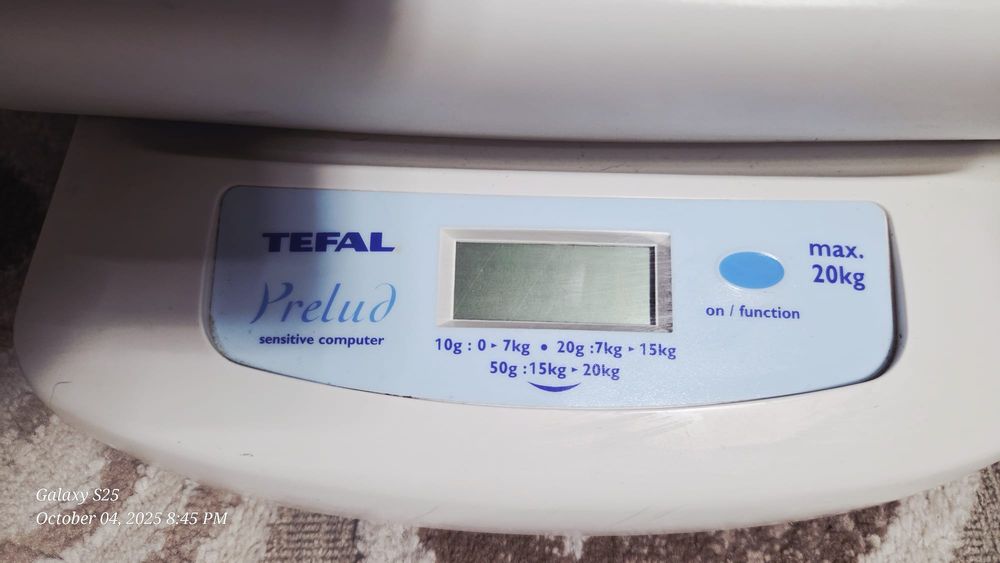 TEFAL
Prelud
sensitive computer
10g : 0 ▸ 7kg • 20g :7kg ▸ 15kg
50g :15kg ▸ 20kg
on / function
max.
20kg
Galaxy S25
October 04, 2025 8:45 PM